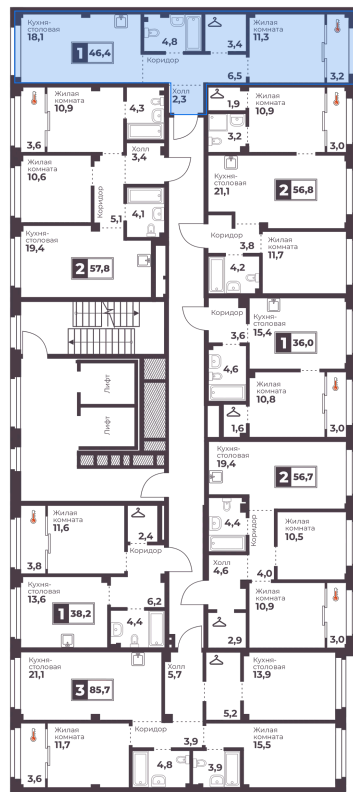 Кухня-
столовая
18,1
1 46,4
4,8
Коридор
3,4
6,5
Жилая
комната
11,3
3,2
Холл
2,3
Жилая
комната
10,9
3,6
4,3
1,9
3,2
Жилая
комната
10,9
3,0
Жилая
комната
10,6
Холл
3,4
Коридор
5,1
4,1
Кухня-
столовая
21,1
2 56,8
Кухня-
столовая
19,4
2 57,8
Коридор
3,8
4,2
Жилая
комната
11,7
Коридор
3,6
Кухня-
столовая
15,4
1 36,0
4,6
Жилая
комната
10,8
1,6
3,0
Лифт
Лифт
Кухня-
столовая
19,4
2 56,7
4,4
Коридор
4,0
Жилая
комната
10,5
Жилая
комната
11,6
3,8
2,4
Коридор
6,2
Холл
4,6
Кухня-
столовая
13,6
1 38,2
4,4
2,9
Жилая
комната
10,9
3,0
Кухня-
столовая
21,1
3 85,7
Холл
5,7
5,2
Кухня-
столовая
13,9
Жилая
комната
11,7
3,6
Коридор
3,9
4,8
3,9
Жилая
комната
15,5